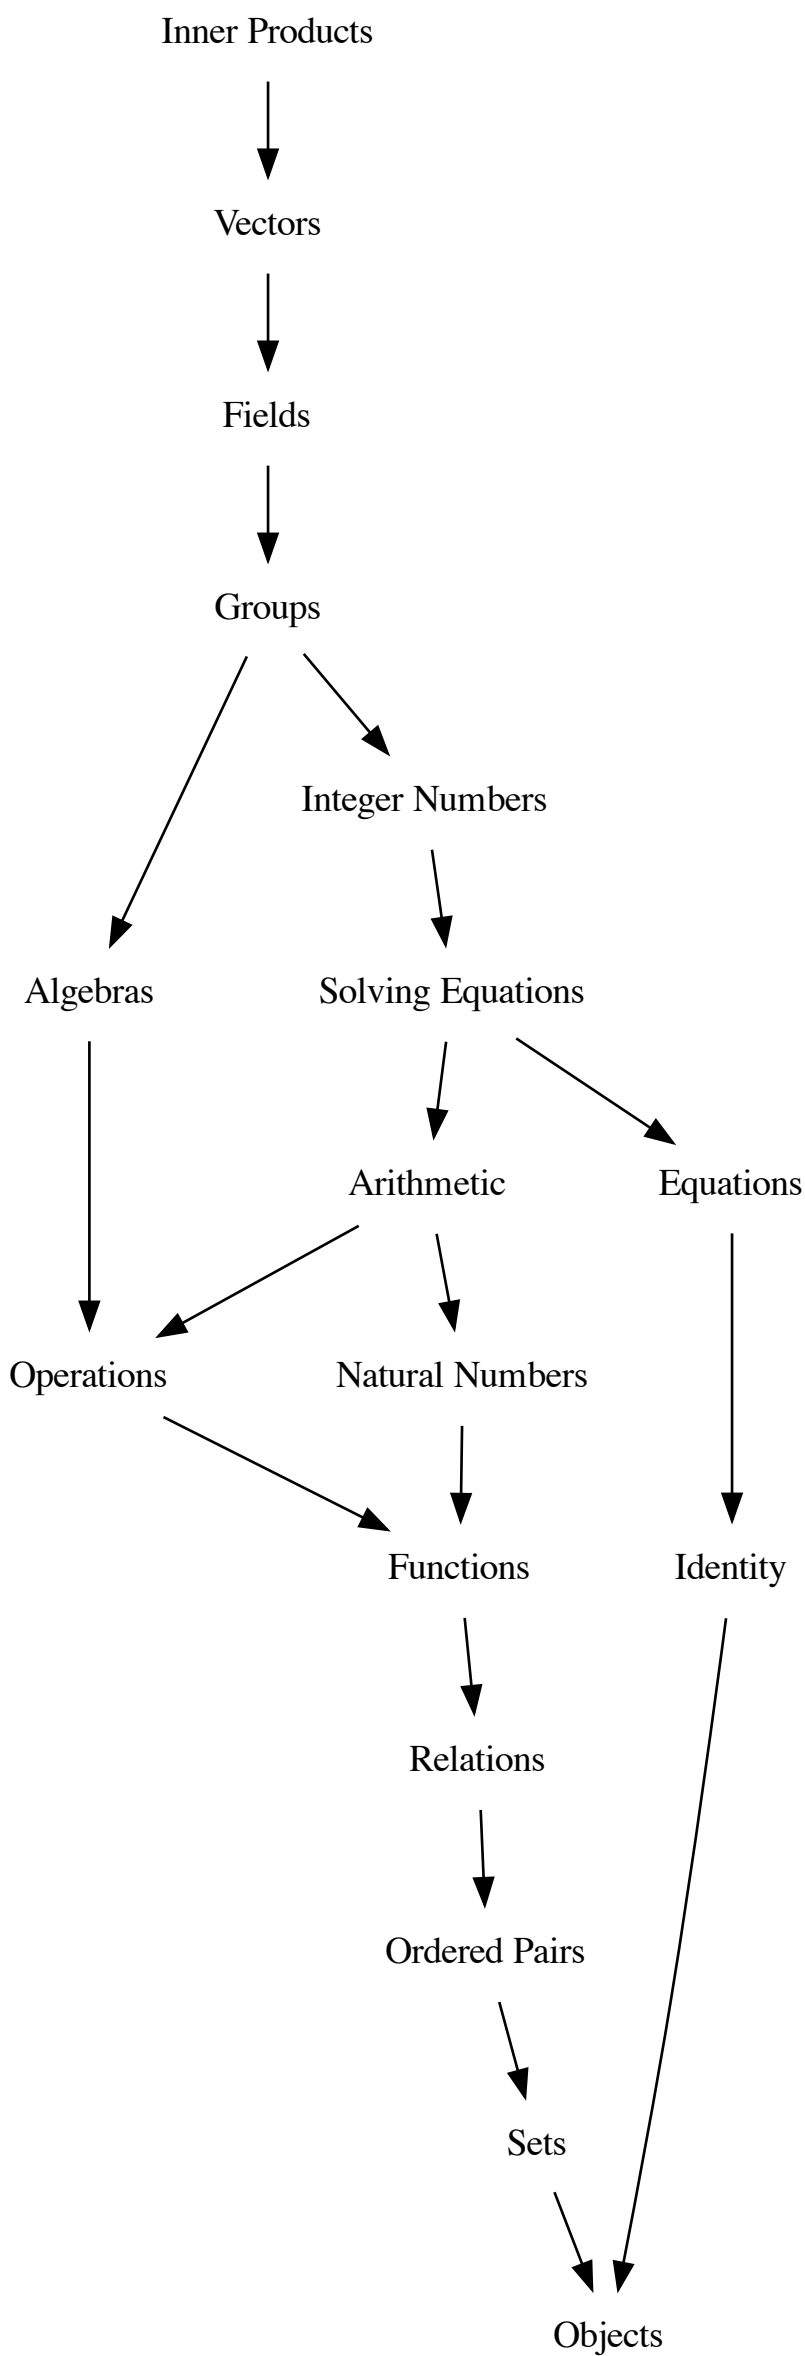 Inner Products
Vectors
Fields
Groups
Integer Numbers
Algebras
Solving Equations
Arithmetic
Equations
Operations
Natural Numbers
Functions
Identity
Relations
Ordered Pairs
Sets
Objects